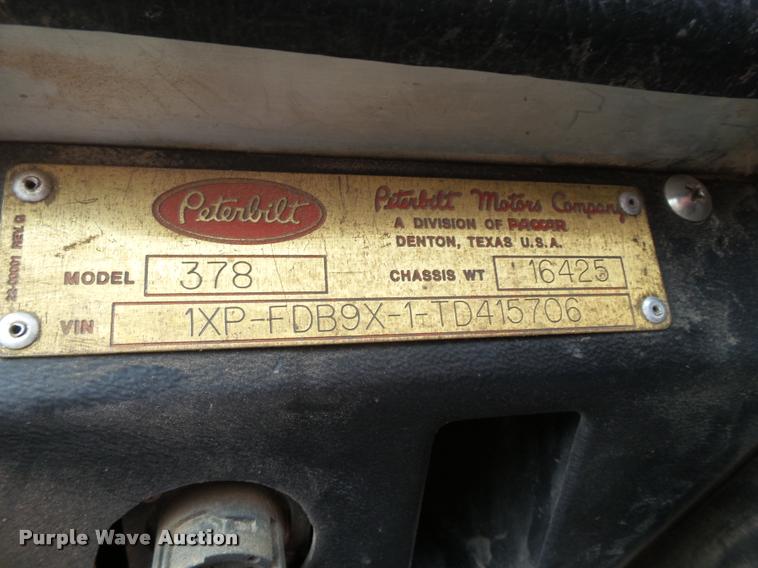 Peterbilt
Peterbilt Motors Company
A DIVISION OF PACCAR
DENTON, TEXAS U.S.A.
MODEL 378 CHASSIS WT 16425
VIN 1XP-FDB9X-1-TD415706
Purple Wave Auction